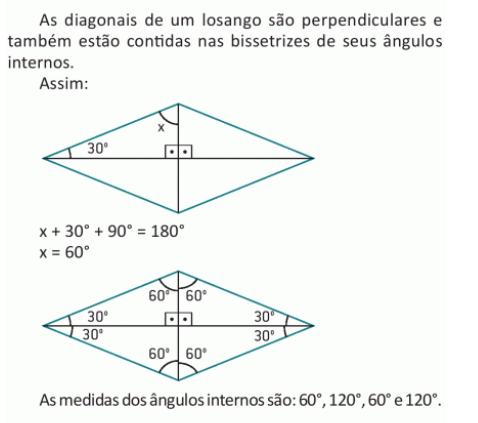 As diagonais de um losango são perpendiculares e
também estão contidas nas bissetrizes de seus ângulos
internos.
Assim:
x
30°
x + 30° + 90° = 180°
x = 60°
60° 60°
30° 30°
30° 30°
60° 60°
As medidas dos ângulos internos são: 60°, 120°, 60° e 120°.